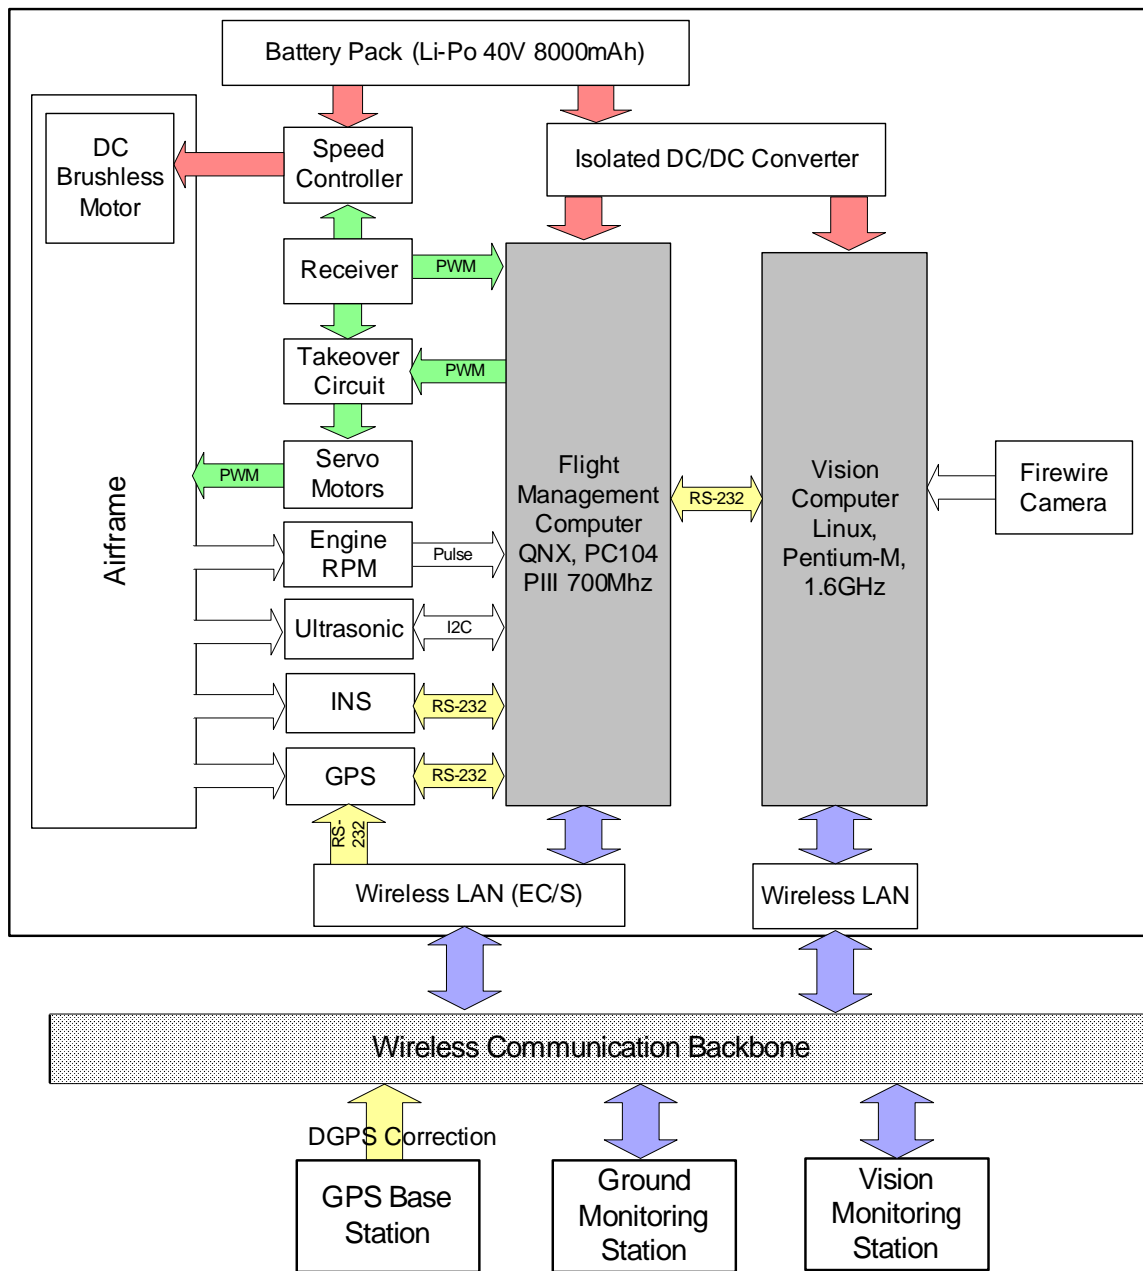 Battery Pack (Li-Po 40V 8000mAh)
DC
Brushless
Motor
Speed
Controller
Isolated DC/DC Converter
Receiver
PWM
Takeover
Circuit
PWM
Servo
Motors
PWM
Airframe
Engine
RPM
Pulse
Ultrasonic
I2C
INS
RS-232
GPS
RS-232
RS-
232
Flight
Management
Computer
QNX, PC104
PIII 700Mhz
RS-232
Vision
Computer
Linux,
Pentium-M,
1.6GHz
Firewire
Camera
Wireless LAN (EC/S)
Wireless LAN
Wireless Communication Backbone
DGPS Correction
GPS Base
Station
Ground
Monitoring
Station
Vision
Monitoring
Station